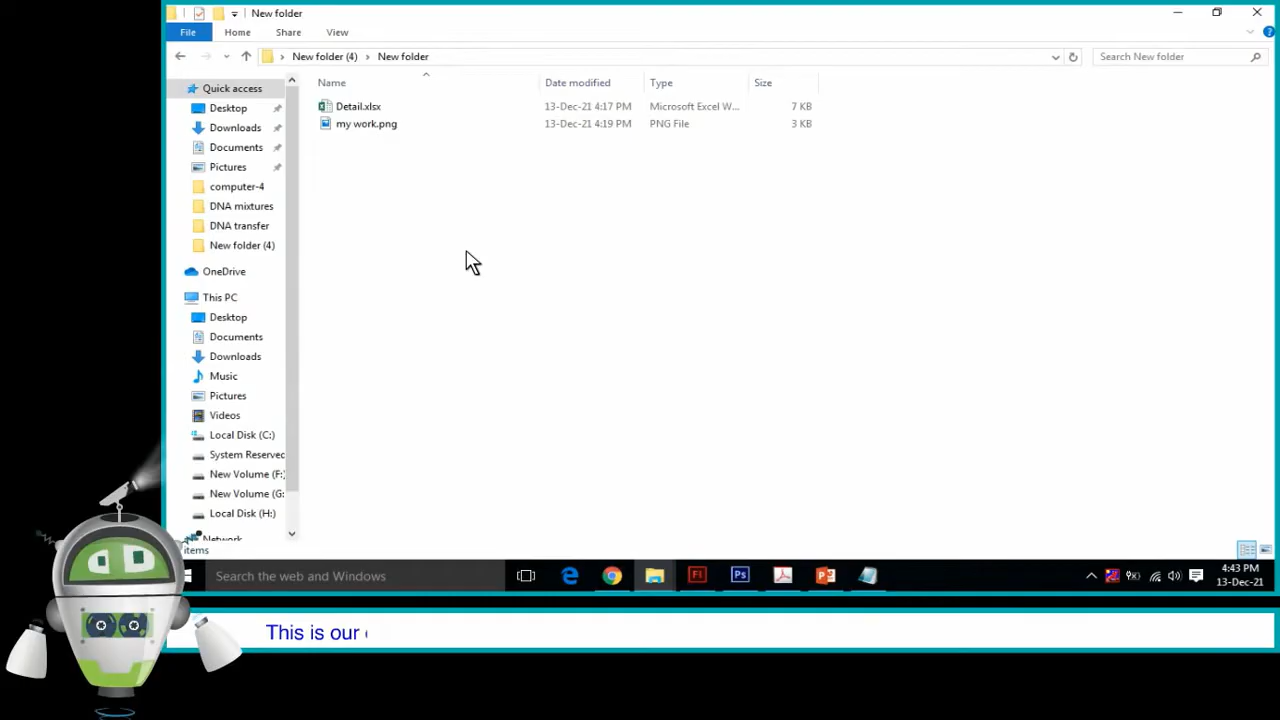 New folder
File Home Share View
New folder (4) New folder Search New folder
Name Date modified Type Size
Quick access
Desktop
Downloads
Documents
Pictures
computer-4
DNA mixtures
DNA transfer
New folder (4)
OneDrive
This PC
Desktop
Documents
Downloads
Music
Pictures
Videos
Local Disk (C:)
System Reserved
New Volume (F:)
New Volume (G:
Local Disk (H:)
Network
Detail.xlsx 13-Dec-21 4:17 PM Microsoft Excel W... 7 KB
my work.png 13-Dec-21 4:19 PM PNG File 3 KB
items
Search the web and Windows
4:43 PM
13-Dec-21
This is our